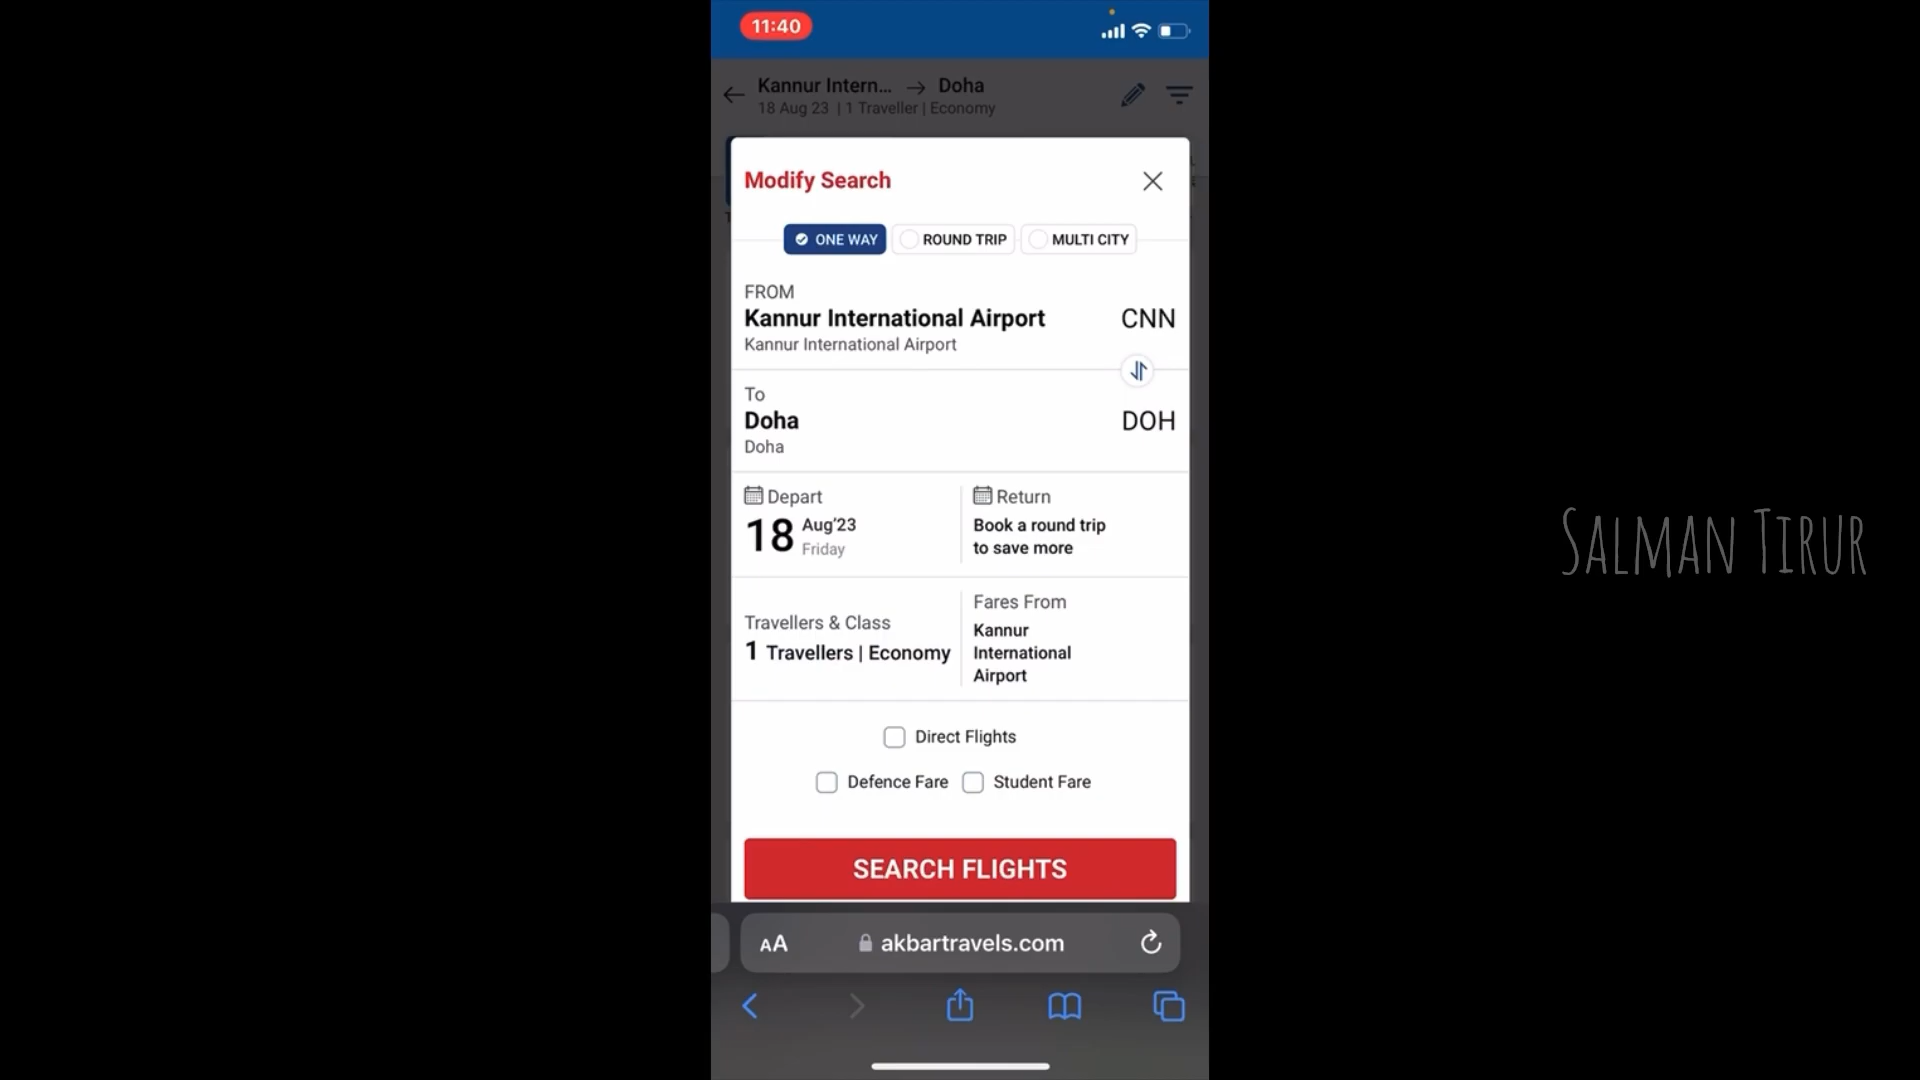 11:40
Kannur Intern... → Doha
18 Aug 23 | 1 Traveller | Economy
Modify Search
ONE WAY ROUND TRIP MULTI CITY
FROM
Kannur International Airport CNN
Kannur International Airport
To
Doha DOH
Doha
Depart
18 Aug'23
Friday
Return
Book a round trip
to save more
Travellers & Class
1 Travellers | Economy
Fares From
Kannur
International
Airport
Direct Flights
Defence Fare Student Fare
SEARCH FLIGHTS
AA akbartravels.com
SALMAN TIRUR